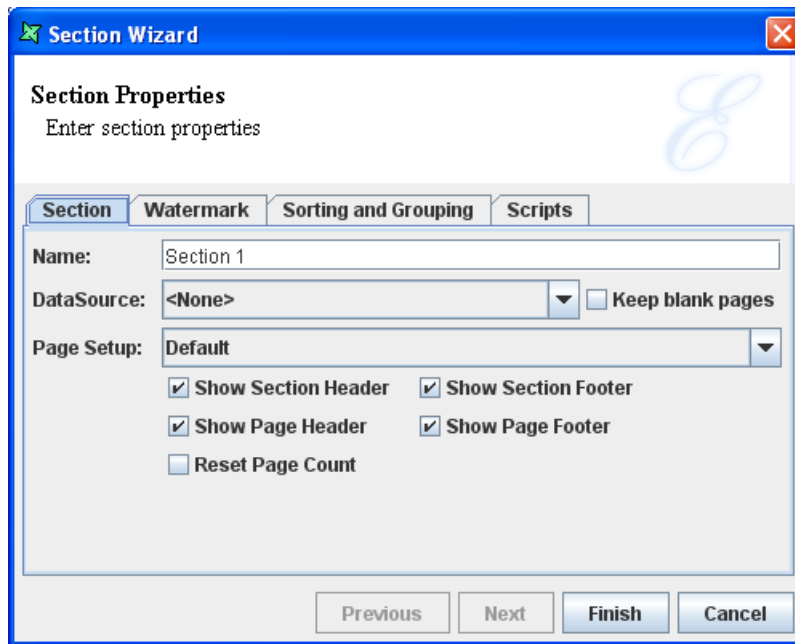 Section Wizard
Section Properties
Enter section properties
Section Watermark Sorting and Grouping Scripts
Name: Section 1
DataSource: <None> Keep blank pages
Page Setup: Default
Show Section Header Show Section Footer
Show Page Header Show Page Footer
Reset Page Count
Previous Next Finish Cancel